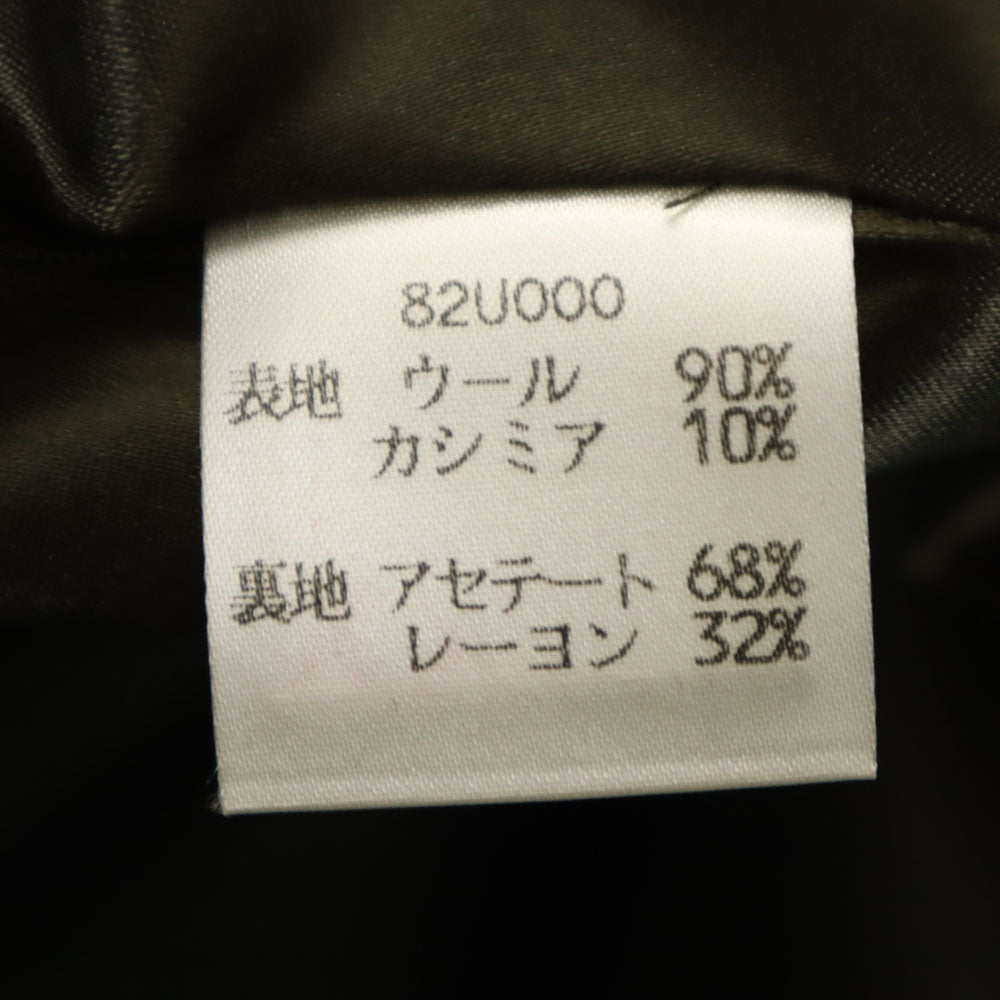 82U000
表地 ウール 90%
カシミア 10%
裏地 アセテート 68%
レーヨン 32%